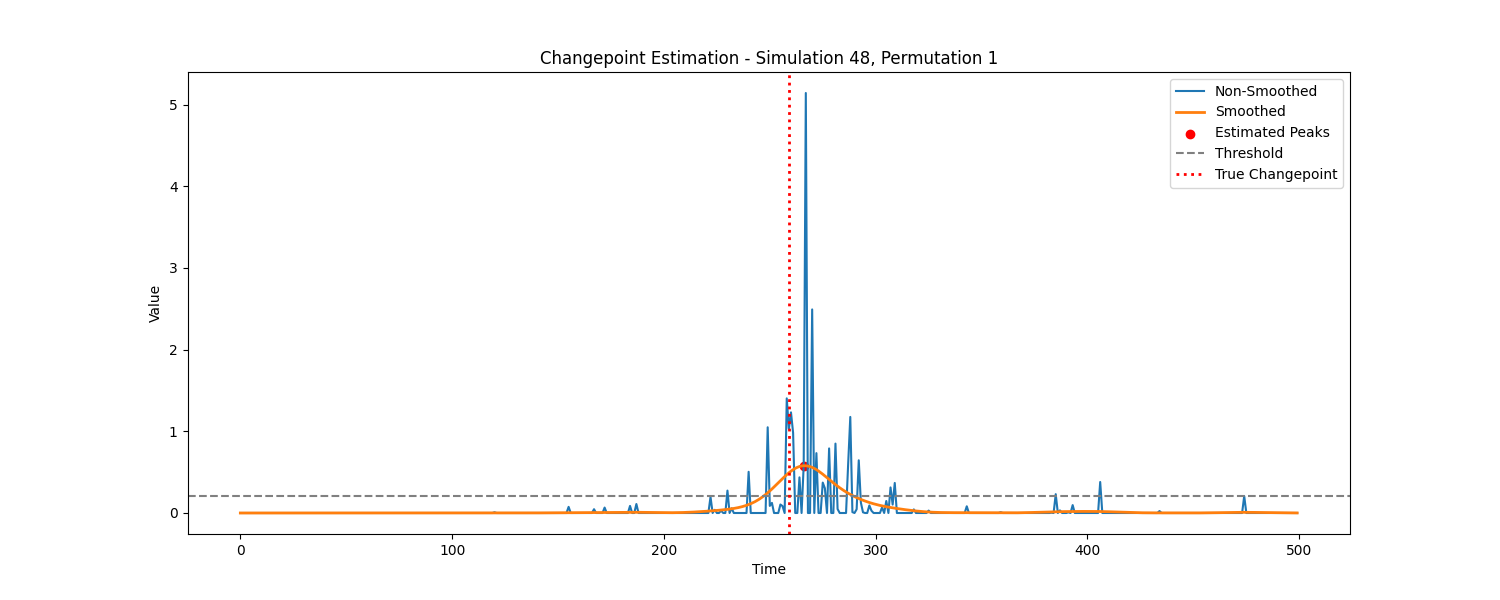 Changepoint Estimation - Simulation 48, Permutation 1
Non-Smoothed
Smoothed
Estimated Peaks
Threshold
True Changepoint
Value
5
4
3
2
1
0
0 100 200 300 400 500
Time